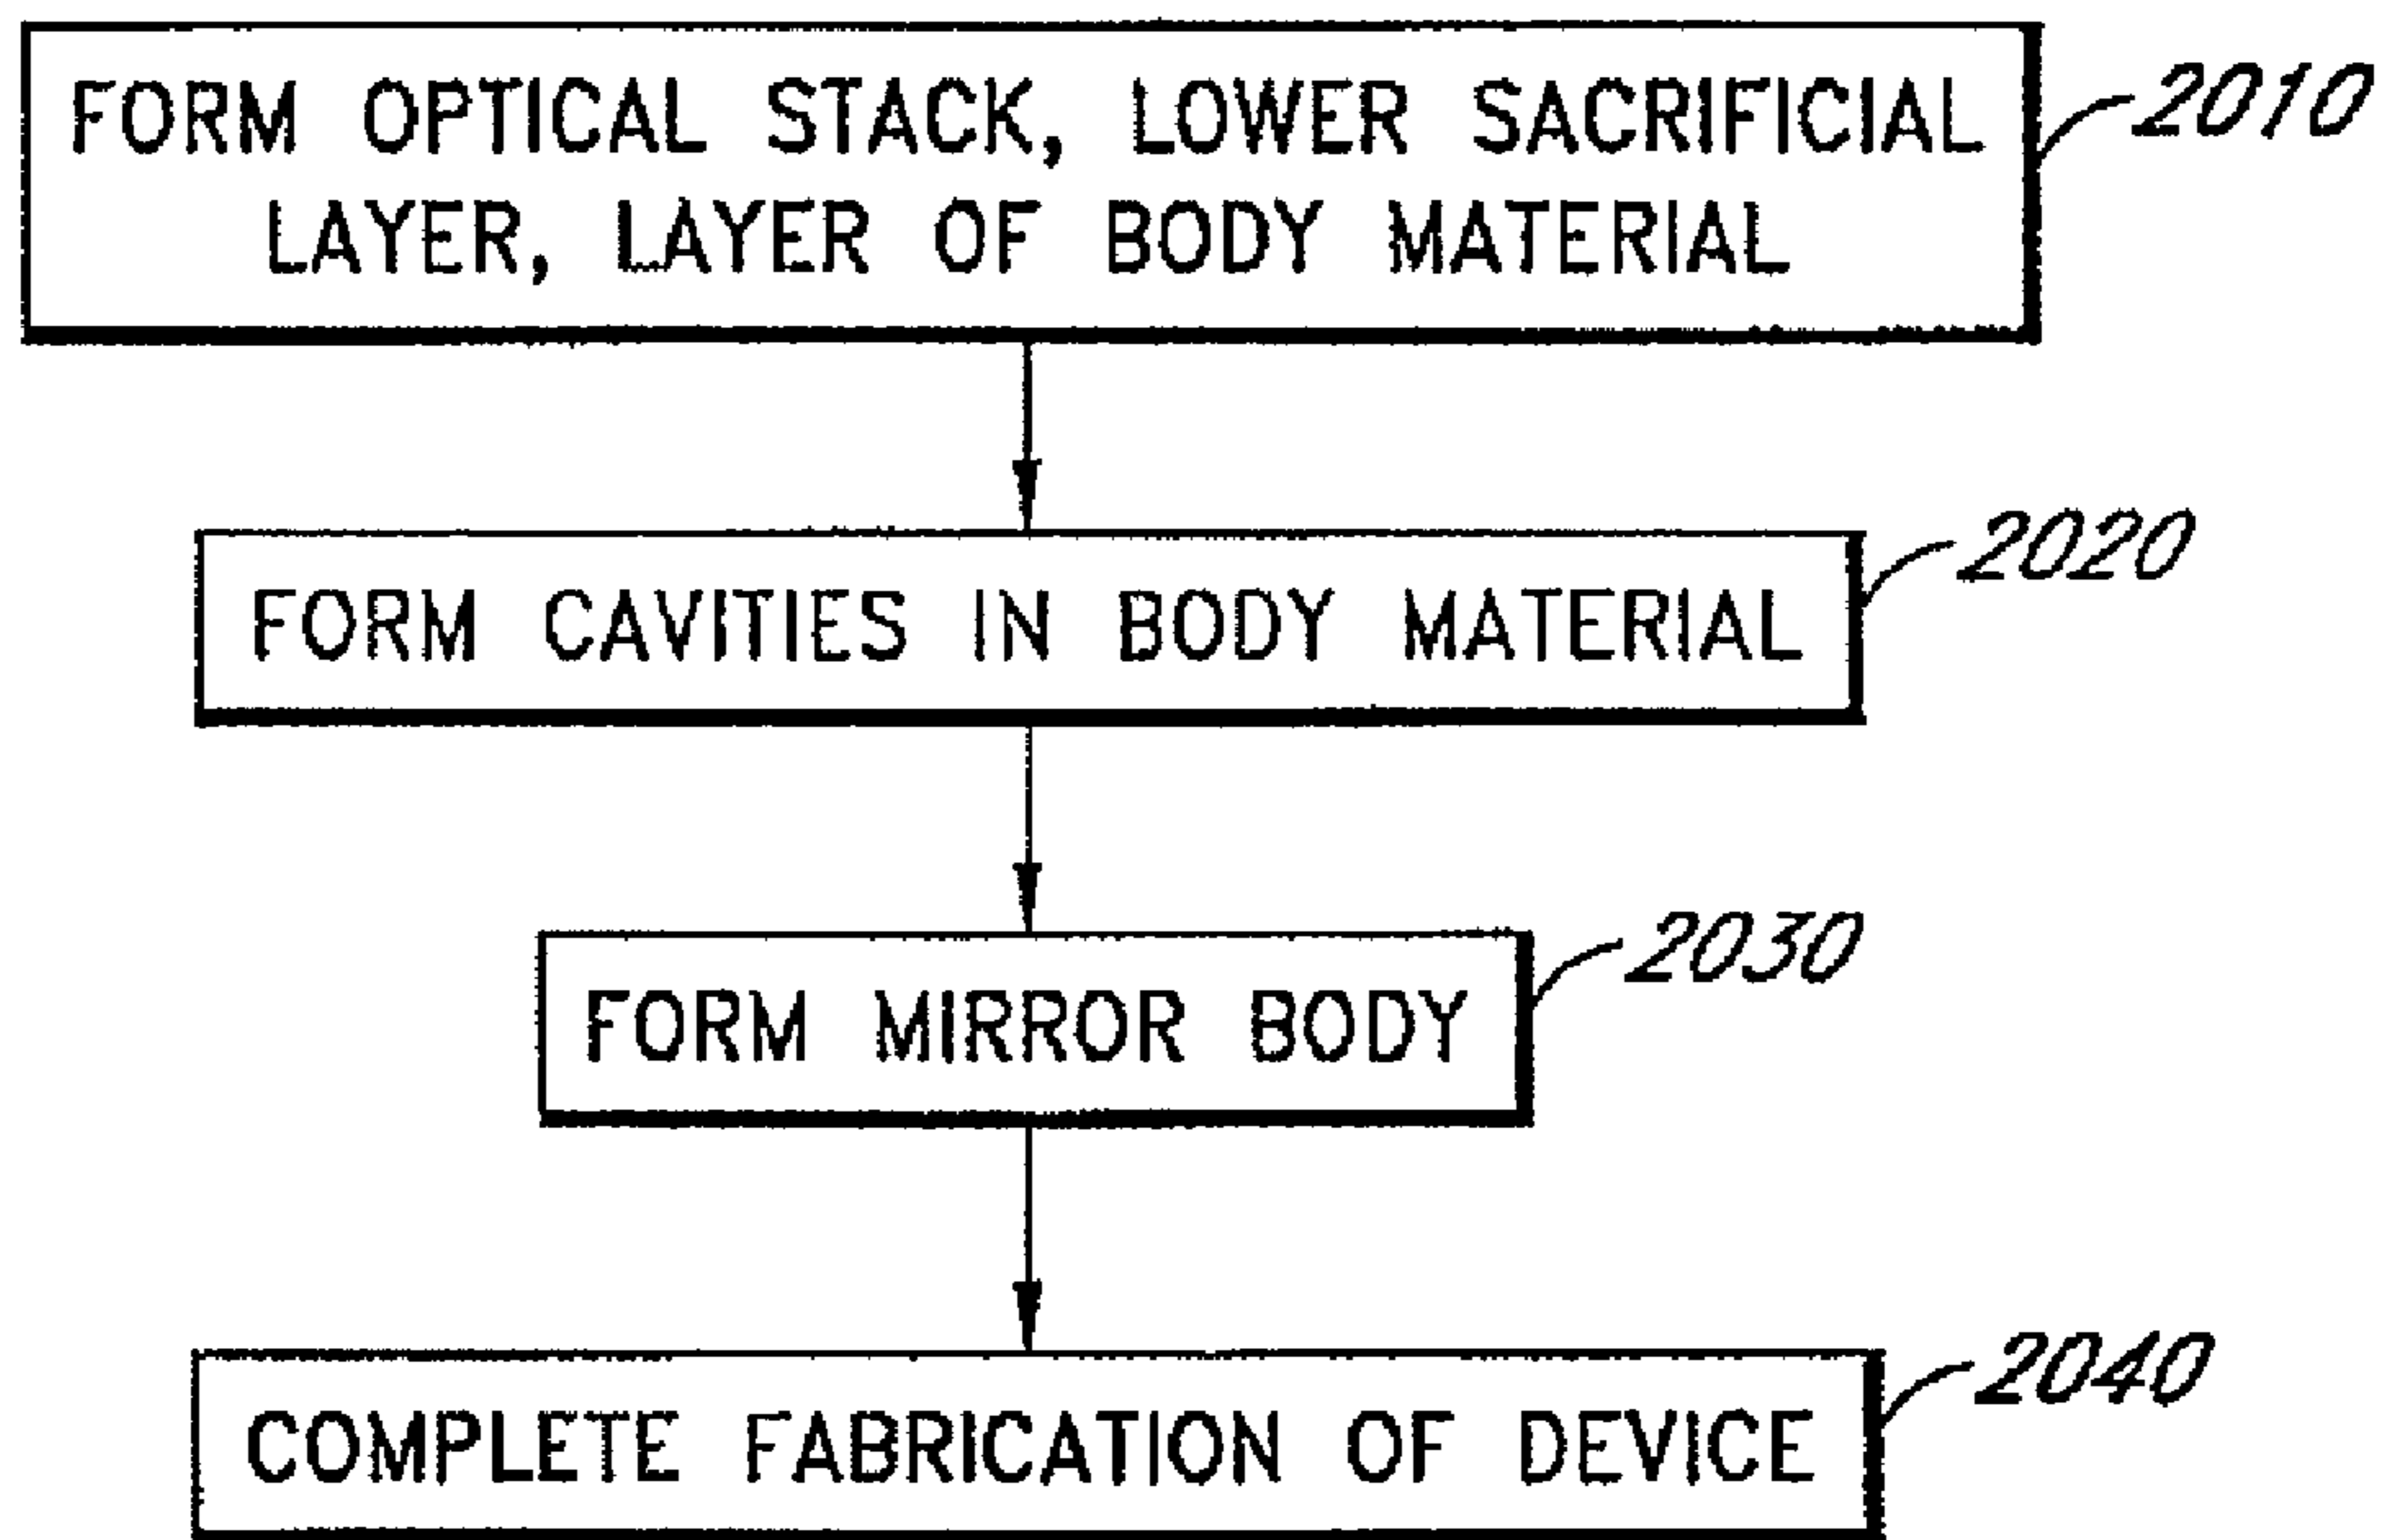 FORM OPTICAL STACK, LOWER SACRIFICIAL
LAYER, LAYER OF BODY MATERIAL
2010
FORM CAVITIES IN BODY MATERIAL
2020
FORM MIRROR BODY
2030
COMPLETE FABRICATION OF DEVICE
2040